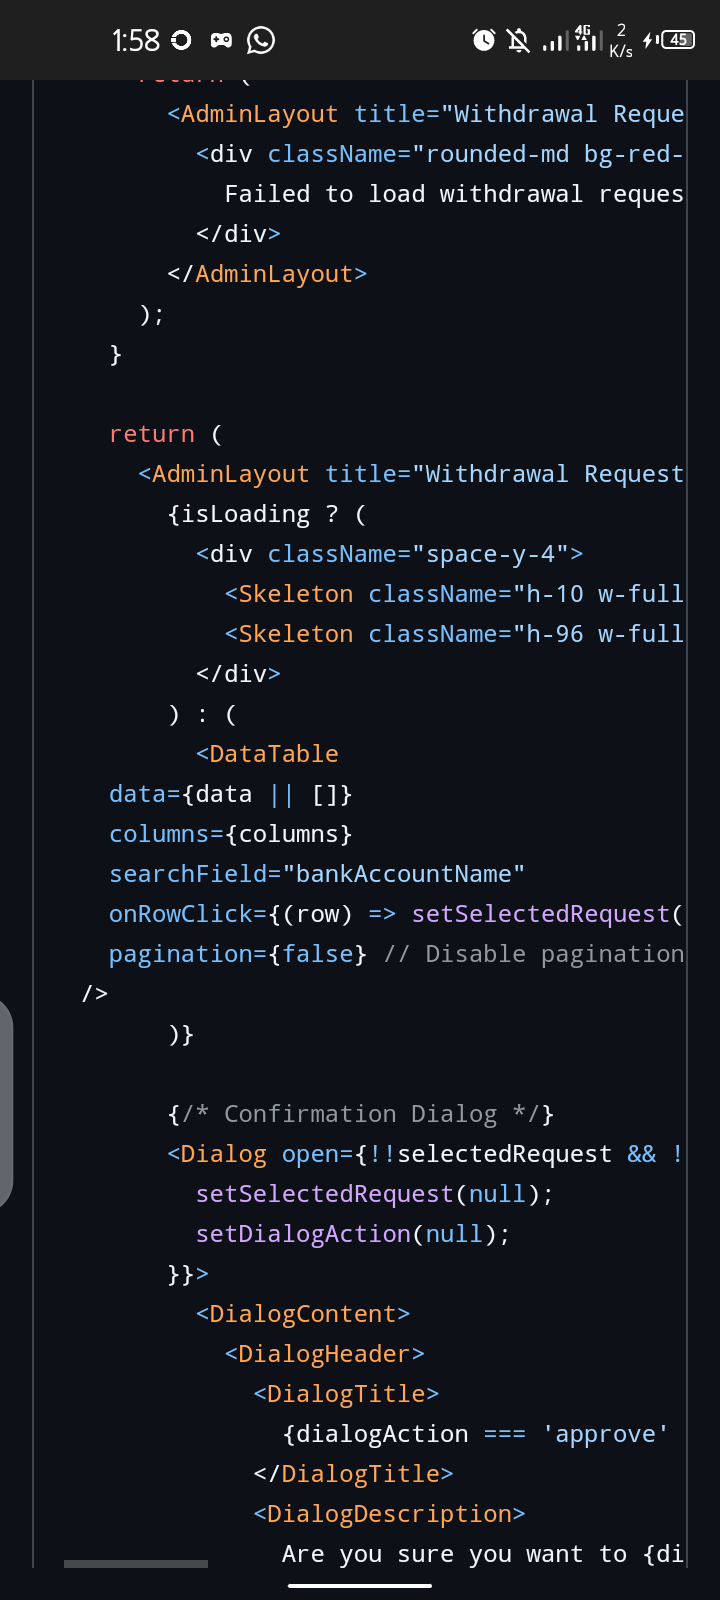 1:58 4G 2 K/s 45
return (
<AdminLayout title="Withdrawal Reque
<div className="rounded-md bg-red-
Failed to load withdrawal reques
</div>
</AdminLayout>
);
}
return (
<AdminLayout title="Withdrawal Request
{isLoading ? (
<div className="space-y-4">
<Skeleton className="h-10 w-full
<Skeleton className="h-96 w-full
</div>
) : (
<DataTable
data={data || []}
columns={columns}
searchField="bankAccountName"
onRowClick={(row) => setSelectedRequest(
pagination={false} // Disable pagination
/>
)}
{/* Confirmation Dialog */}
<Dialog open={!!selectedRequest && !
setSelectedRequest(null);
setDialogAction(null);
}}>
<DialogContent>
<DialogHeader>
<DialogTitle>
{dialogAction === 'approve'
</DialogTitle>
<DialogDescription>
Are you sure you want to {di